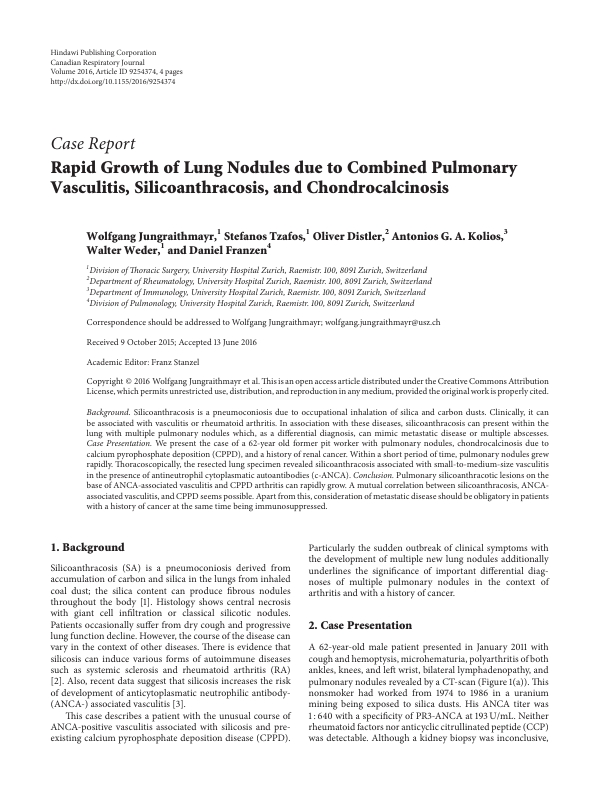 Hindawi Publishing Corporation
Canadian Respiratory Journal
Volume 2016, Article ID 9254374, 4 pages
http://dx.doi.org/10.1155/2016/9254374
Case Report
Rapid Growth of Lung Nodules due to Combined Pulmonary
Vasculitis, Silicoanthracosis, and Chondrocalcinosis
Wolfgang Jungraithmayr,1 Stefanos Tzafos,1 Oliver Distler,2 Antonios G. A. Kolios,3
Walter Weder,1 and Daniel Franzen4
1Division of Thoracic Surgery, University Hospital Zurich, Raemistr. 100, 8091 Zurich, Switzerland
2Department of Rheumatology, University Hospital Zurich, Raemistr. 100, 8091 Zurich, Switzerland
3Department of Immunology, University Hospital Zurich, Raemistr. 100, 8091 Zurich, Switzerland
4Division of Pulmonology, University Hospital Zurich, Raemistr. 100, 8091 Zurich, Switzerland
Correspondence should be addressed to Wolfgang Jungraithmayr; wolfgang.jungraithmayr@usz.ch
Received 9 October 2015; Accepted 13 June 2016
Academic Editor: Franz Stanzel
Copyright © 2016 Wolfgang Jungraithmayr et al. This is an open access article distributed under the Creative Commons Attribution
License, which permits unrestricted use, distribution, and reproduction in any medium, provided the original work is properly cited.
Background. Silicoanthracosis is a pneumoconiosis due to occupational inhalation of silica and carbon dusts. Clinically, it can
be associated with vasculitis or rheumatoid arthritis. In association with these diseases, silicoanthracosis can present within the
lung with multiple pulmonary nodules which, as a differential diagnosis, can mimic metastatic disease or multiple abscesses.
Case Presentation. We present the case of a 62-year old former pit worker with pulmonary nodules, chondrocalcinosis due to
calcium pyrophosphate deposition (CPPD), and a history of renal cancer. Within a short period of time, pulmonary nodules grew
rapidly. Thoracoscopically, the resected lung specimen revealed silicoanthracosis associated with small-to-medium-size vasculitis
in the presence of antineutrophil cytoplasmatic autoantibodies (c-ANCA). Conclusion. Pulmonary silicoanthracotic lesions on the
base of ANCA-associated vasculitis and CPPD arthritis can rapidly grow. A mutual correlation between silicoanthracosis, ANCA-
associated vasculitis, and CPPD seems possible. Apart from this, consideration of metastatic disease should be obligatory in patients
with a history of cancer at the same time being immunosuppressed.
1. Background
Silicoanthracosis (SA) is a pneumoconiosis derived from
accumulation of carbon and silica in the lungs from inhaled
coal dust; the silica content can produce fibrous nodules
throughout the body [1]. Histology shows central necrosis
with giant cell infiltration or classical silicotic nodules.
Patients occasionally suffer from dry cough and progressive
lung function decline. However, the course of the disease can
vary in the context of other diseases. There is evidence that
silicosis can induce various forms of autoimmune diseases
such as systemic sclerosis and rheumatoid arthritis (RA)
[2]. Also, recent data suggest that silicosis increases the risk
of development of anticytoplasmatic neutrophilic antibody-
(ANCA-) associated vasculitis [3].
This case describes a patient with the unusual course of
ANCA-positive vasculitis associated with silicosis and pre-
existing calcium pyrophosphate deposition disease (CPPD).
Particularly the sudden outbreak of clinical symptoms with
the development of multiple new lung nodules additionally
underlines the significance of important differential diag-
noses of multiple pulmonary nodules in the context of
arthritis and with a history of cancer.
2. Case Presentation
A 62-year-old male patient presented in January 2011 with
cough and hemoptysis, microhematuria, polyarthritis of both
ankles, knees, and left wrist, bilateral lymphadenopathy, and
pulmonary nodules revealed by a CT-scan (Figure 1(a)). This
nonsmoker had worked from 1974 to 1986 in a uranium
mining being exposed to silica dusts. His ANCA titer was
1 : 640 with a specificity of PR3-ANCA at 193 U/mL. Neither
rheumatoid factors nor anticyclic citrullinated peptide (CCP)
was detectable. Although a kidney biopsy was inconclusive,